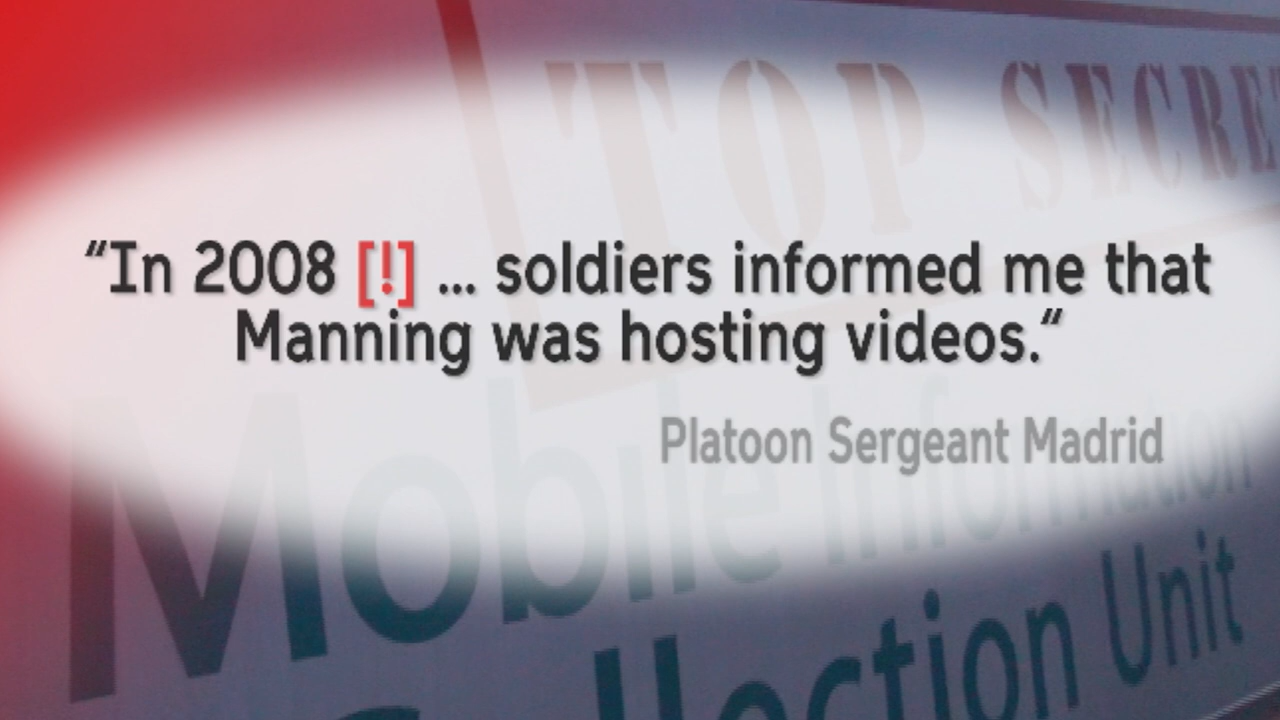 TOP SECRE
“In 2008 [!] ... soldiers informed me that
Manning was hosting videos.“
Platoon Sergeant Madrid
Mobile Information
Collection Unit